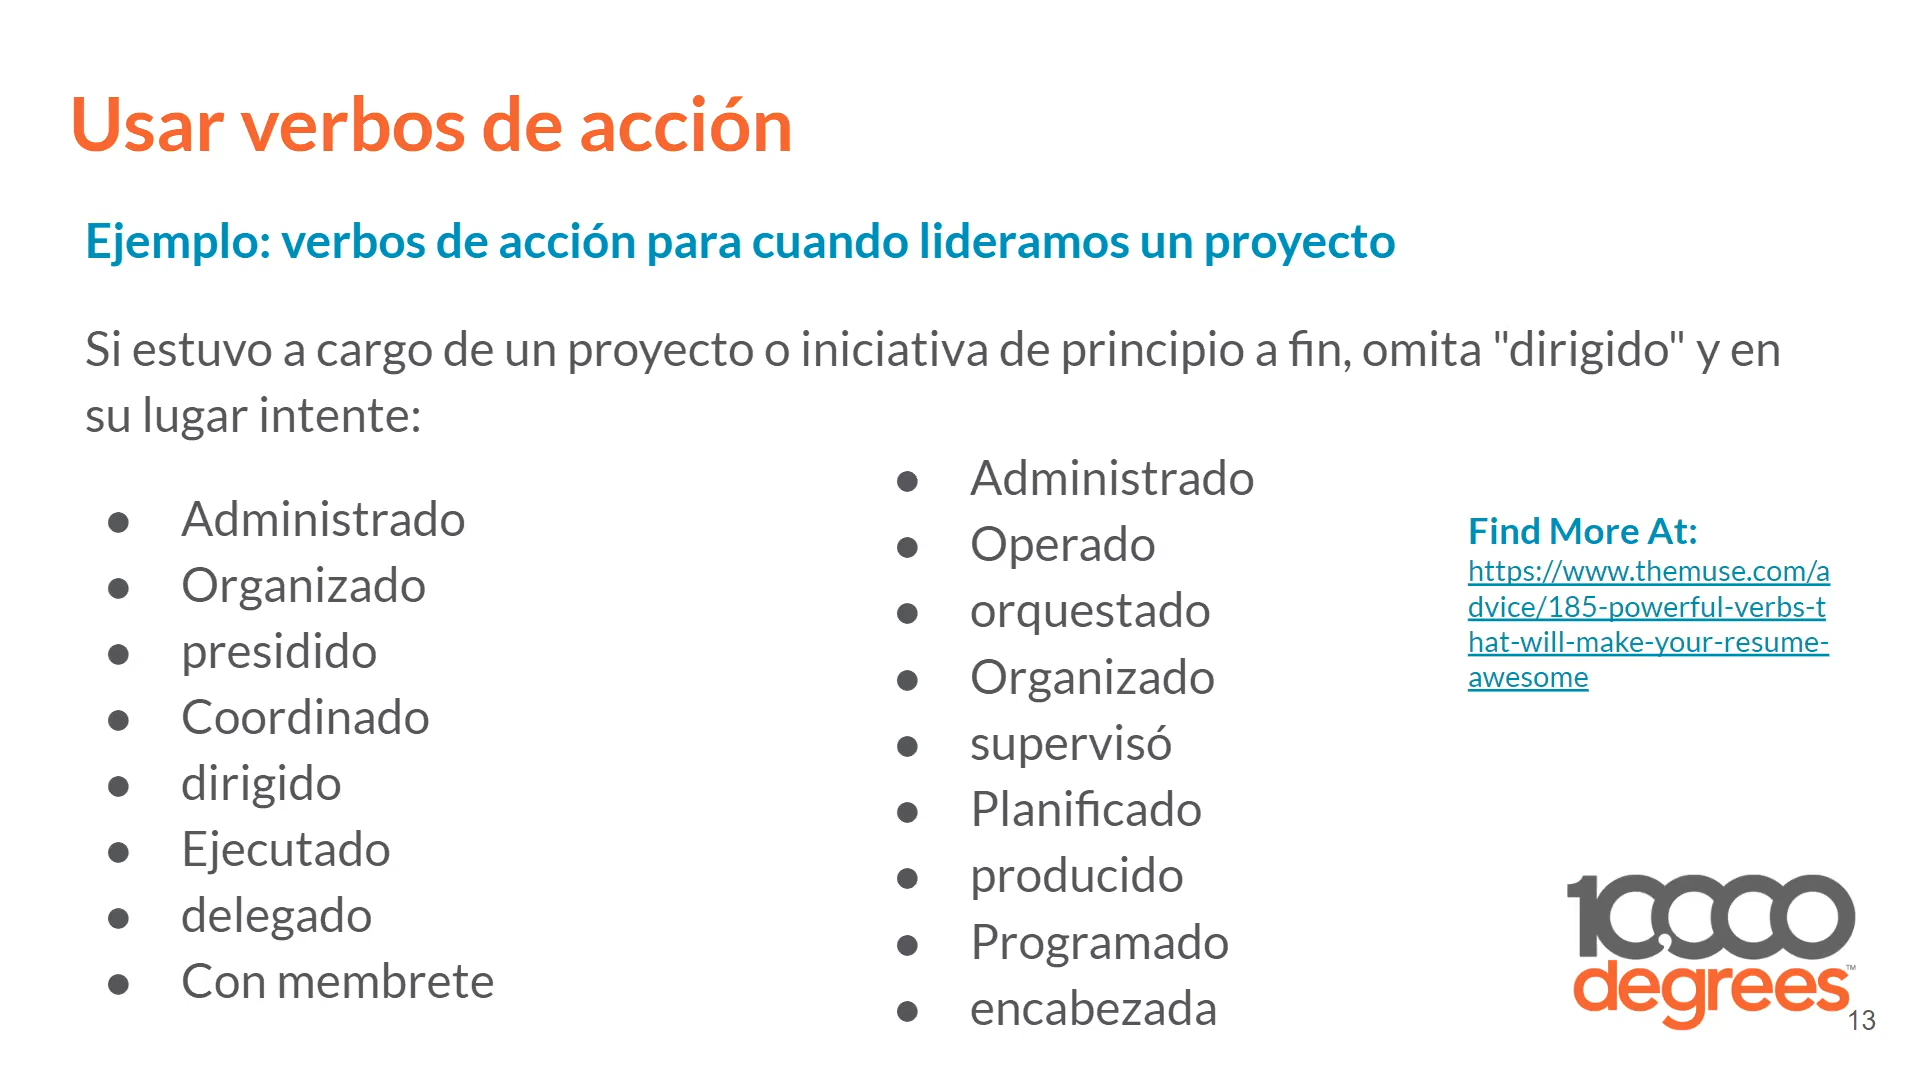 Usar verbos de acción
Ejemplo: verbos de acción para cuando lideramos un proyecto
Si estuvo a cargo de un proyecto o iniciativa de principio a fin, omita "dirigido" y en
su lugar intente:
● Administrado
● Organizado
● presidido
● Coordinado
● dirigido
● Ejecutado
● delegado
● Con membrete
● Administrado
● Operado
● orquestado
● Organizado
● supervisó
● Planificado
● producido
● Programado
● encabezada
Find More At:
https://www.themuse.com/a
dvice/185-powerful-verbs-t
hat-will-make-your-resume-
awesome
10,000
degrees™
13